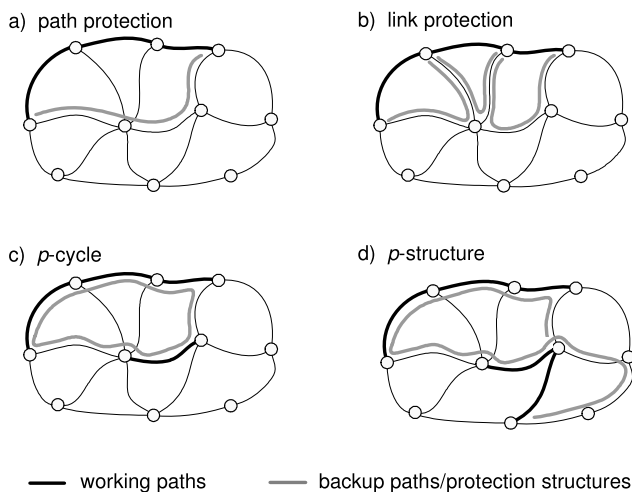 a) path protection
b) link protection
c) p-cycle
d) p-structure
working paths
backup paths/protection structures